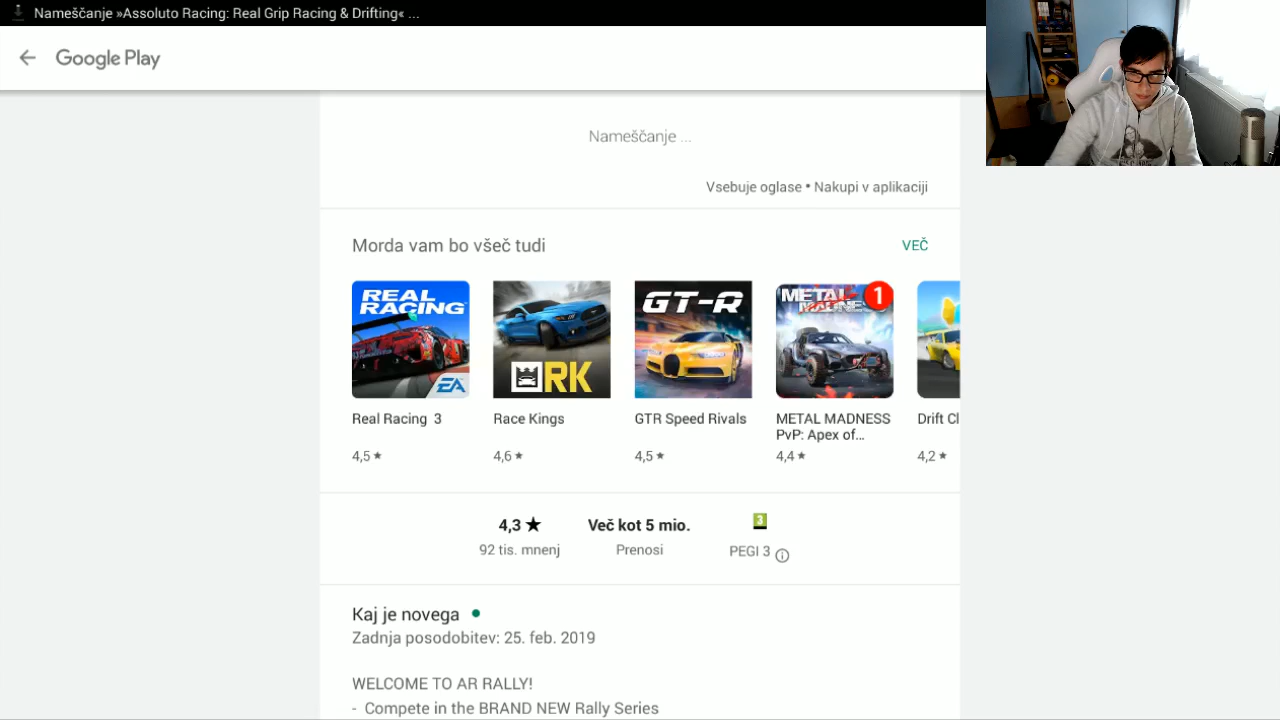 Nameščanje »Assoluto Racing: Real Grip Racing & Drifting« ...
Google Play
Nameščanje ...
Vsebuje oglase • Nakupi v aplikaciji
Morda vam bo všeč tudi
VEČ
REAL RACING
EA
RK
GT-R
METAL
1
Real Racing 3
Race Kings
GTR Speed Rivals
METAL MADNESS
PvP: Apex of…
Drift Cl
4,5 ★
4,6 ★
4,5 ★
4,4 ★
4,2 ★
4,3 ★
Več kot 5 mio.
3
92 tis. mnenj
Prenosi
PEGI 3
Kaj je novega
Zadnja posodobitev: 25. feb. 2019
WELCOME TO AR RALLY!
- Compete in the BRAND NEW Rally Series